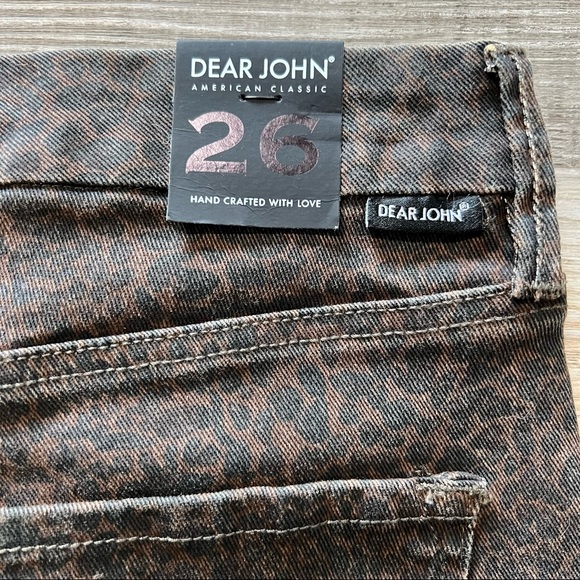 DEAR JOHN®
AMERICAN CLASSIC
26
HAND CRAFTED WITH LOVE
DEAR JOHN®